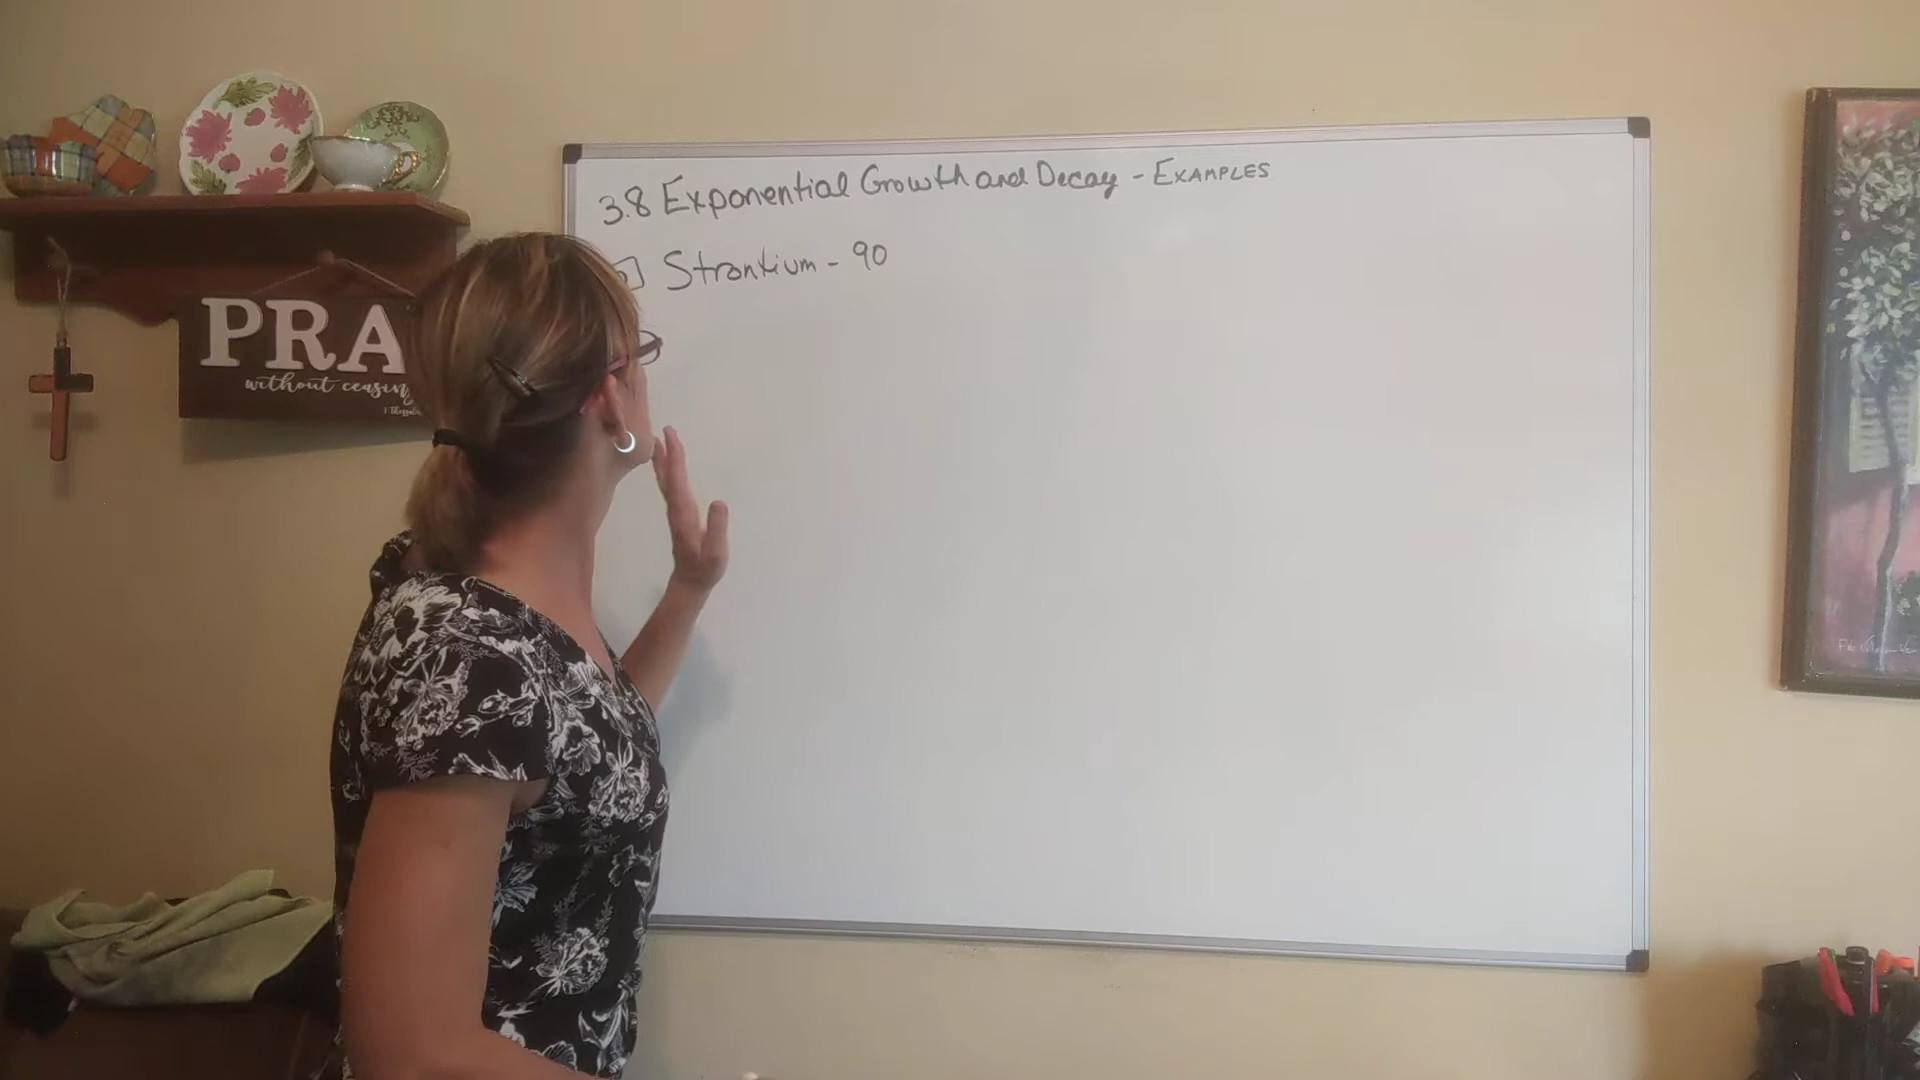 3.8 Exponential Growth and Decay - EXAMPLES
Strontium - 90
PRA
without ceasing